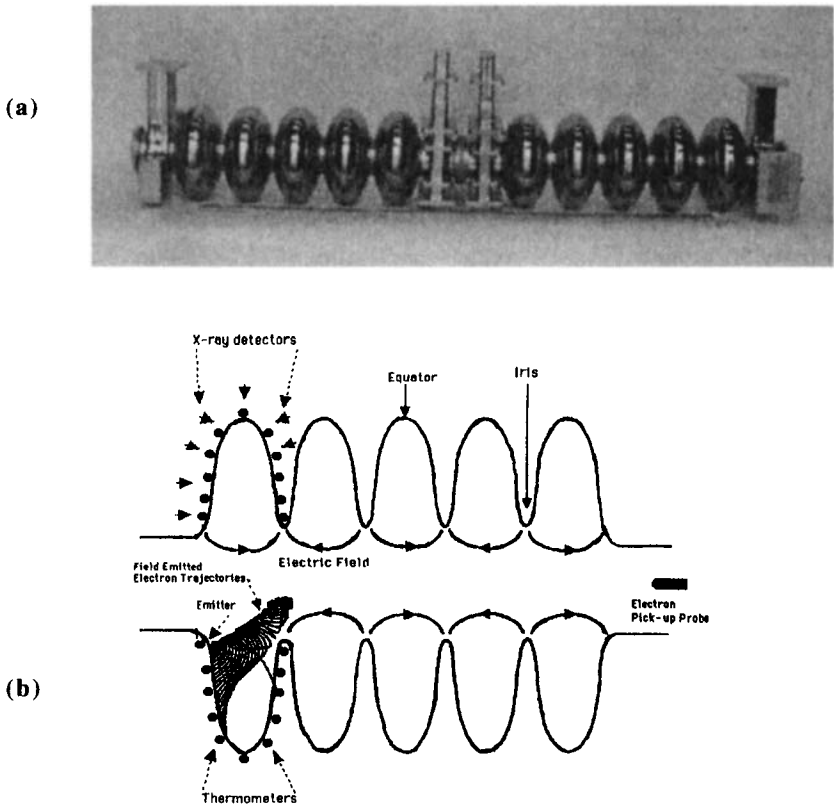 (a)
X-ray detectors
Equator
Iris
Electric Field
Field Emitted
Electron Trajectories
Emitter
Electron
Pick-up Probe
(b)
Thermometers